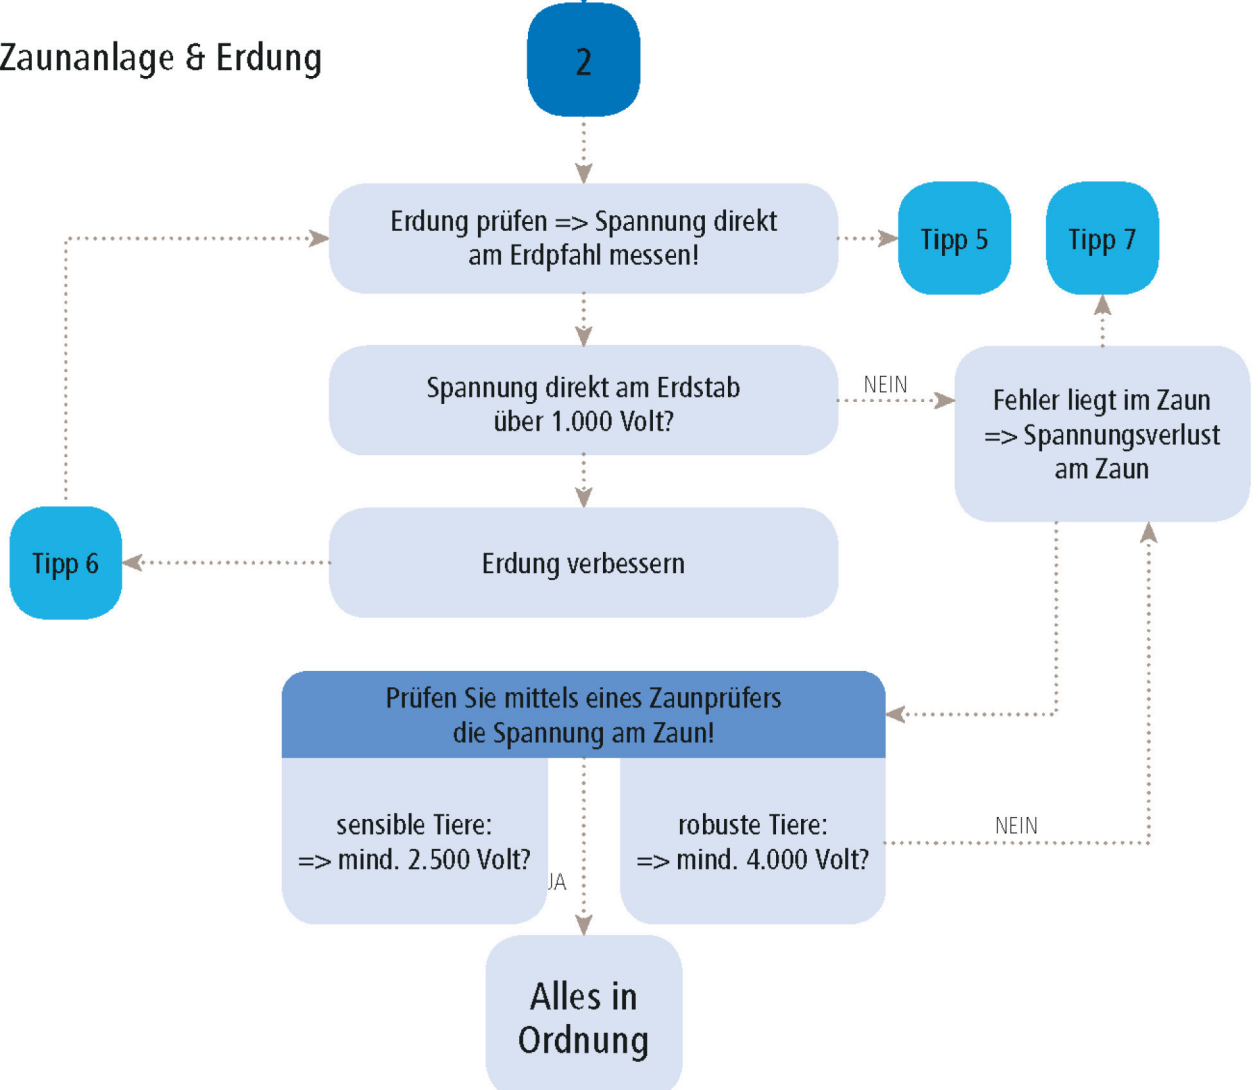 Zaunanlage & Erdung
2
Erdung prüfen => Spannung direkt
am Erdpfahl messen!
Tipp 5
Tipp 7
Spannung direkt am Erdstab
über 1.000 Volt?
NEIN
Fehler liegt im Zaun
=> Spannungsverlust
am Zaun
Tipp 6
Erdung verbessern
Prüfen Sie mittels eines Zaunprüfers
die Spannung am Zaun!
sensible Tiere:
=> mind. 2.500 Volt?
JA
robuste Tiere:
=> mind. 4.000 Volt?
NEIN
Alles in
Ordnung